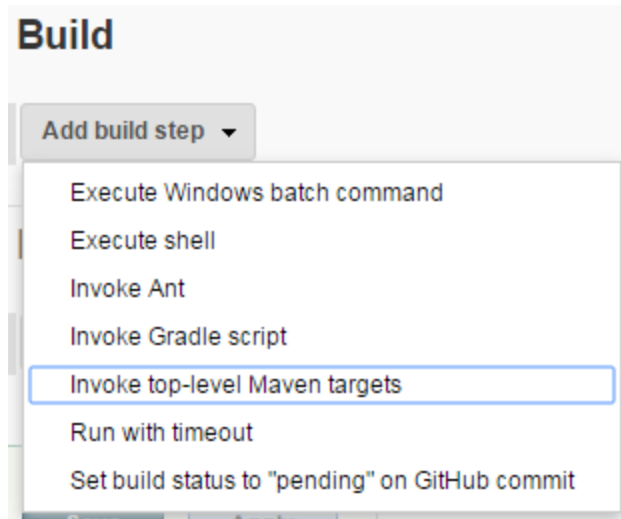 Build
Add build step
Execute Windows batch command
Execute shell
Invoke Ant
Invoke Gradle script
Invoke top-level Maven targets
Run with timeout
Set build status to "pending" on GitHub commit